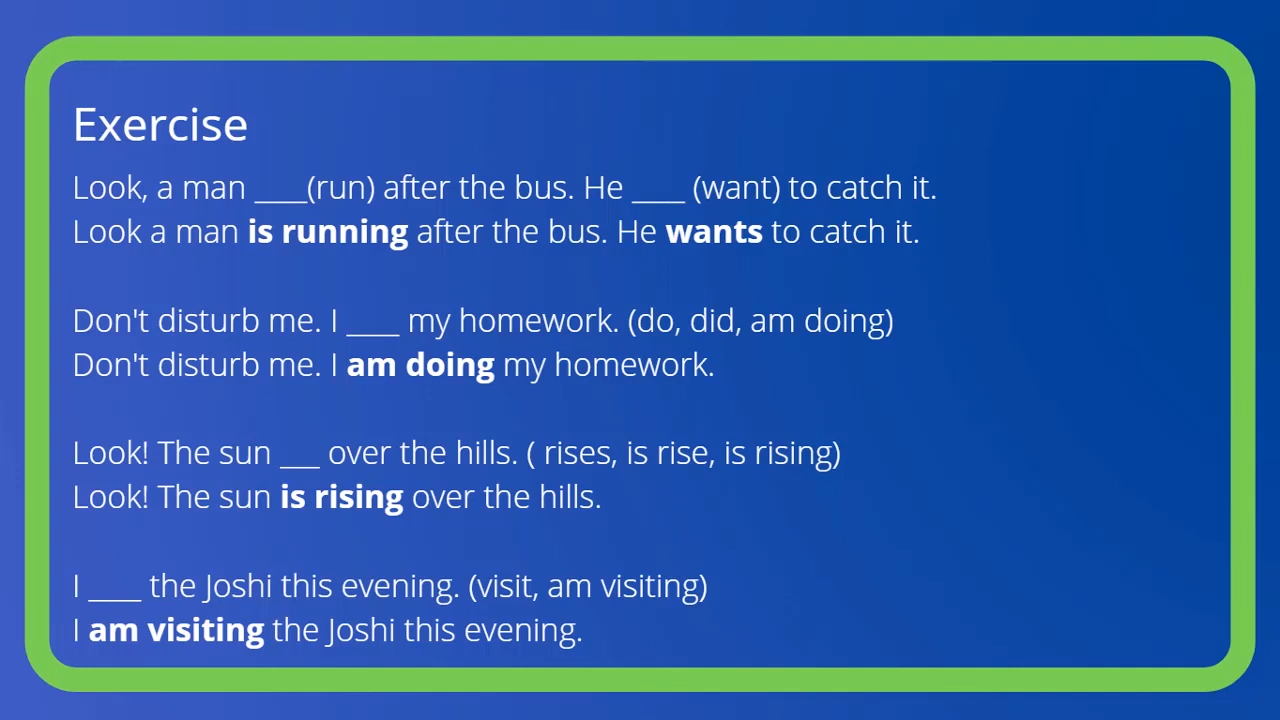 Exercise
Look, a man ____(run) after the bus. He ____ (want) to catch it.
Look a man is running after the bus. He wants to catch it.
Don't disturb me. I ____ my homework. (do, did, am doing)
Don't disturb me. I am doing my homework.
Look! The sun ___ over the hills. ( rises, is rise, is rising)
Look! The sun is rising over the hills.
I ____ the Joshi this evening. (visit, am visiting)
I am visiting the Joshi this evening.